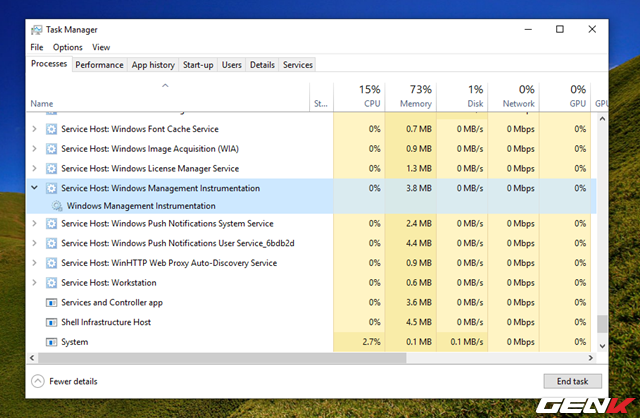 Task Manager
File Options View
Processes Performance App history Start-up Users Details Services
15% 73% 1% 0% 0%
Name St... CPU Memory Disk Network GPU GPU
Service Host: Windows Font Cache Service 0% 0.7 MB 0 MB/s 0 Mbps 0%
Service Host: Windows Image Acquisition (WIA) 0% 0.9 MB 0 MB/s 0 Mbps 0%
Service Host: Windows License Manager Service 0% 1.3 MB 0 MB/s 0 Mbps 0%
Service Host: Windows Management Instrumentation 0% 3.8 MB 0 MB/s 0 Mbps 0%
Windows Management Instrumentation
Service Host: Windows Push Notifications System Service 0% 2.4 MB 0 MB/s 0 Mbps 0%
Service Host: Windows Push Notifications User Service_6bdb2d 0% 4.4 MB 0 MB/s 0 Mbps 0%
Service Host: WinHTTP Web Proxy Auto-Discovery Service 0% 0.9 MB 0 MB/s 0 Mbps 0%
Service Host: Workstation 0% 0.6 MB 0 MB/s 0 Mbps 0%
Services and Controller app 0% 3.6 MB 0 MB/s 0 Mbps 0%
Shell Infrastructure Host 0% 4.5 MB 0 MB/s 0 Mbps 0%
System 2.7% 0.1 MB 0.1 MB/s 0 Mbps 0%
Fewer details End task
GENK